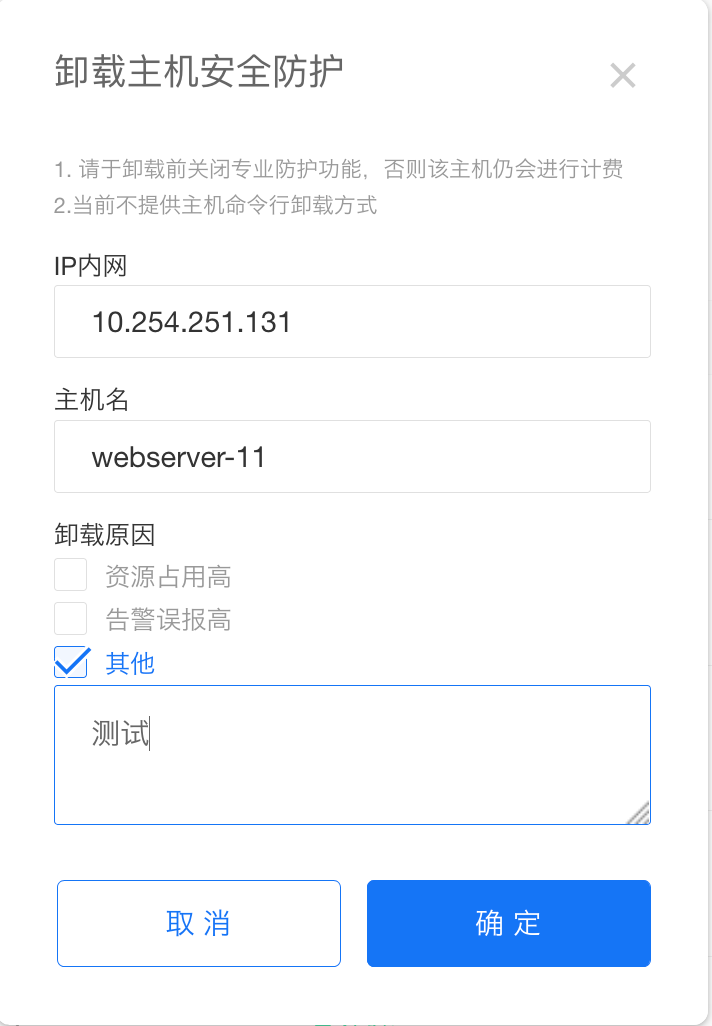 卸载主机安全防护
1. 请于卸载前关闭专业防护功能，否则该主机仍会进行计费
2.当前不提供主机命令行卸载方式
IP内网
10.254.251.131
主机名
webserver-11
卸载原因
资源占用高
告警误报高
其他
测试
取 消
确 定